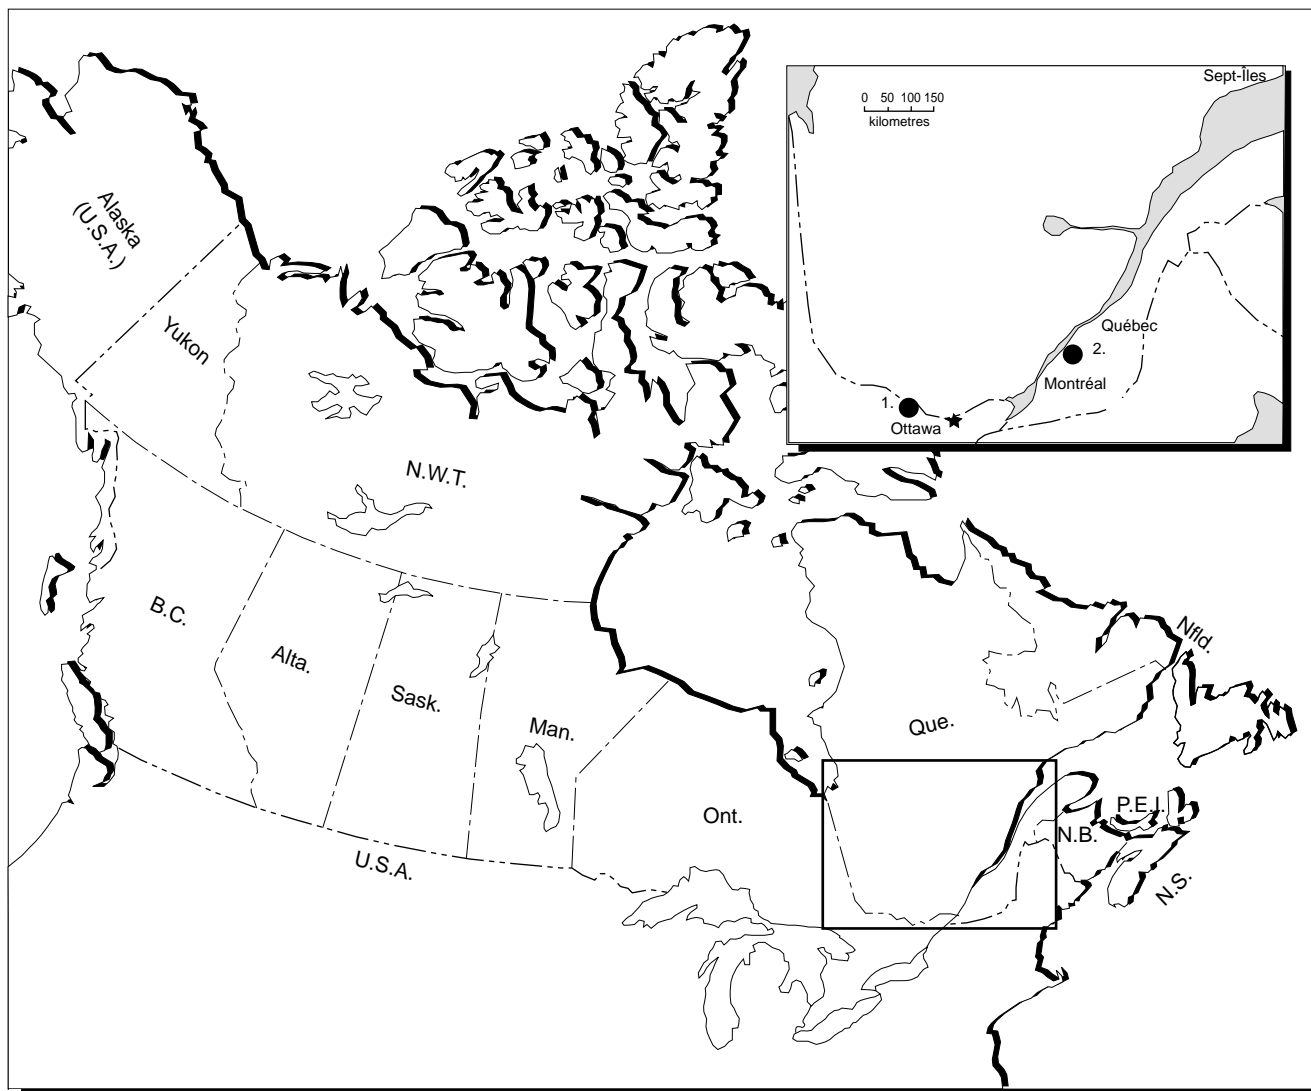 Sept-Îles
0 50 100 150
kilometres
Alaska
(U.S.A.)
Yukon
Québec
2.
Montréal
1.
Ottawa
N.W.T.
B.C.
Alta.
Sask.
Man.
Nfld.
Que.
Ont.
P.E.I.
N.B.
U.S.A.
N.S.